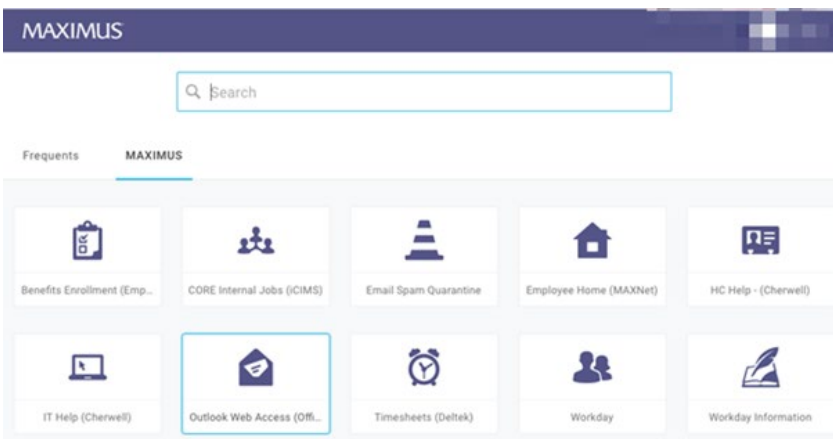 MAXIMUS
Search
Frequents MAXIMUS
Benefits Enrollment (Emp... CORE Internal Jobs (iCIMS) Email Spam Quarantine Employee Home (MAXNet) HC Help - (Cherwell)
IT Help (Cherwell) Outlook Web Access (Offi... Timesheets (Deltek) Workday Workday Information